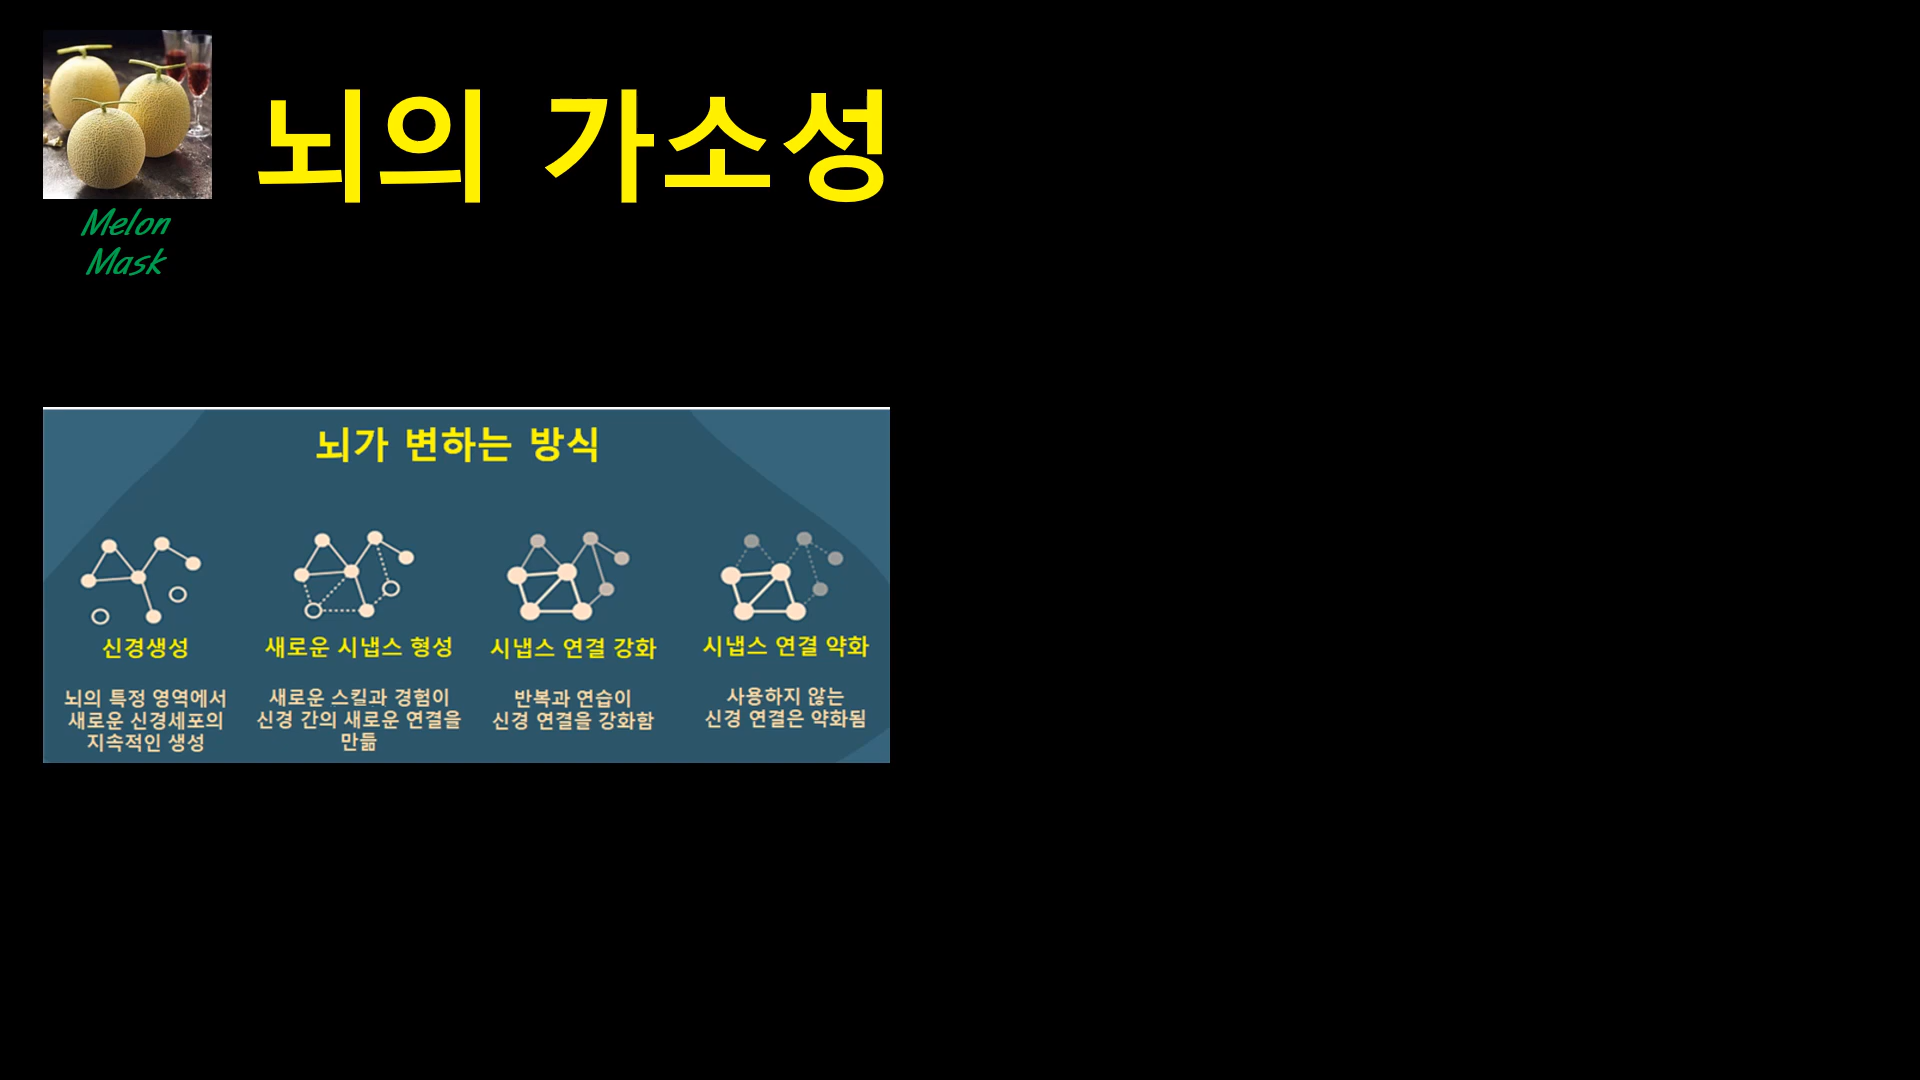 뇌의 가소성
Melon
Mask
뇌가 변하는 방식
신경생성
뇌의 특정 영역에서
새로운 신경세포의
지속적인 생성
새로운 시냅스 형성
새로운 스킬과 경험이
신경 간의 새로운 연결을
만듦
시냅스 연결 강화
반복과 연습이
신경 연결을 강화함
시냅스 연결 약화
사용하지 않는
신경 연결은 약화됨